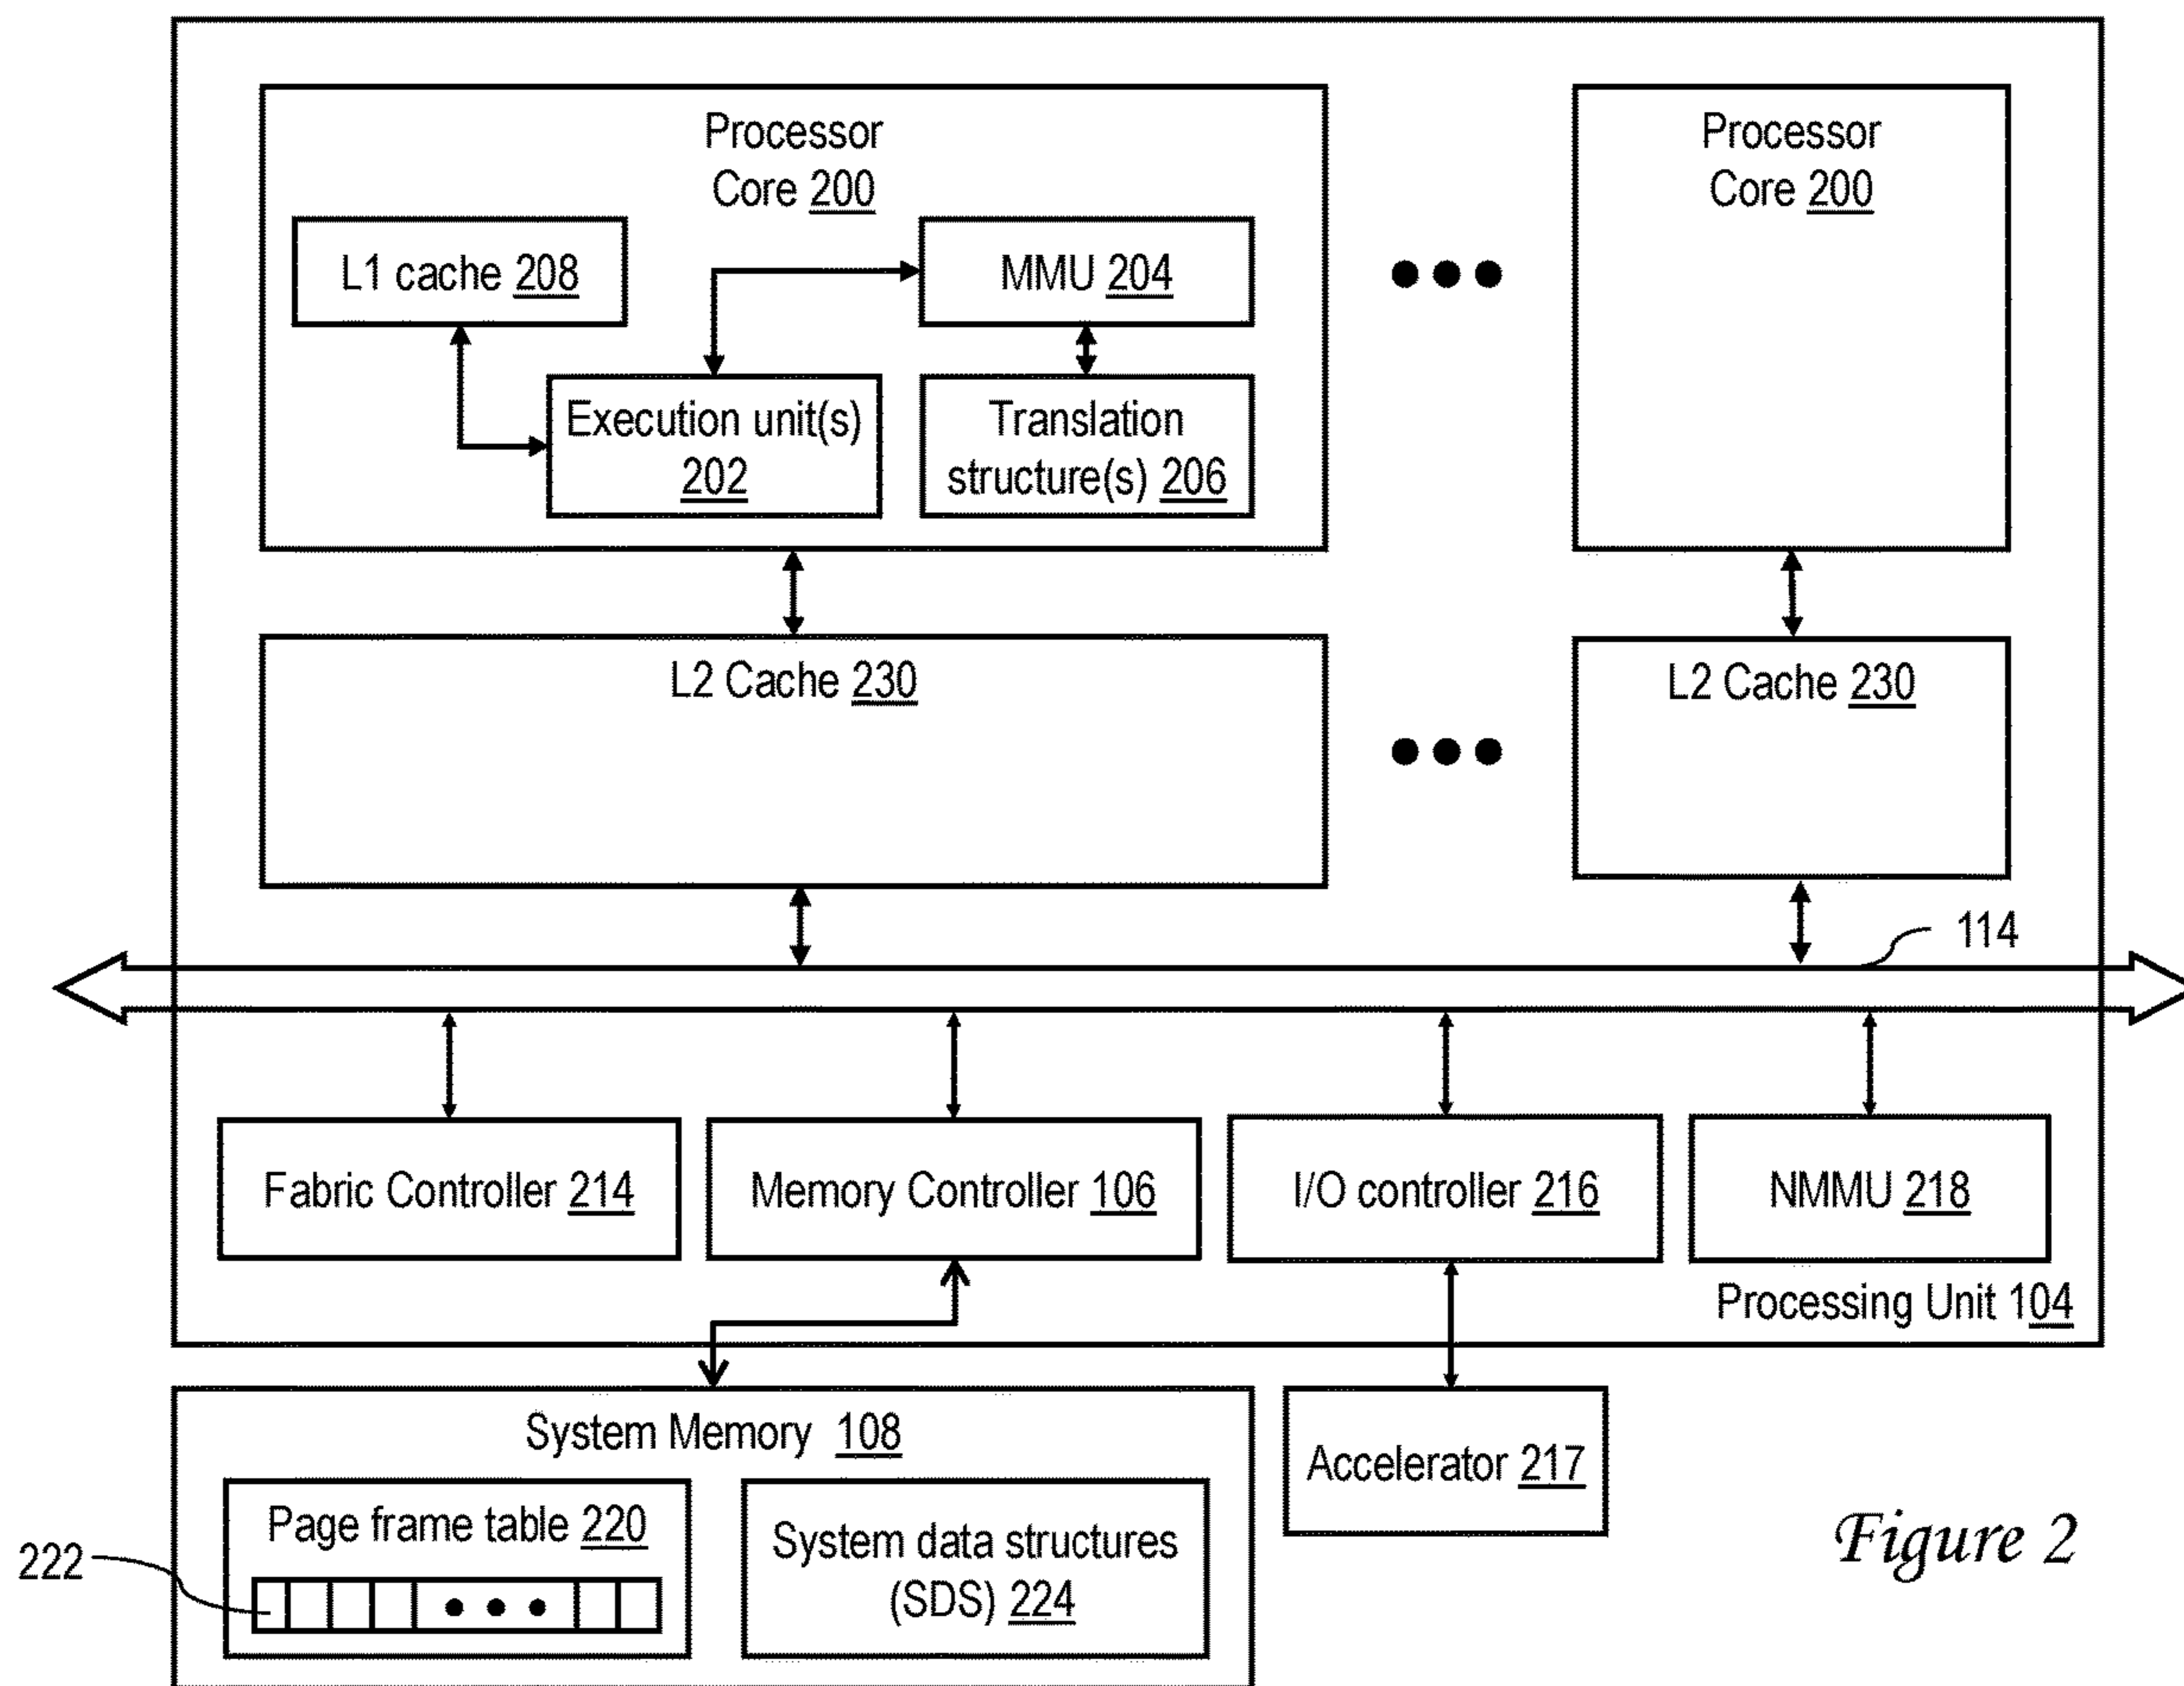 Processor
Core 200
L1 cache 208
MMU 204
Execution unit(s)
202
Translation
structure(s) 206
Processor
Core 200
L2 Cache 230
L2 Cache 230
114
Fabric Controller 214
Memory Controller 106
I/O controller 216
NMMU 218
Processing Unit 104
System Memory 108
Page frame table 220
222
System data structures
(SDS) 224
Accelerator 217
Figure 2